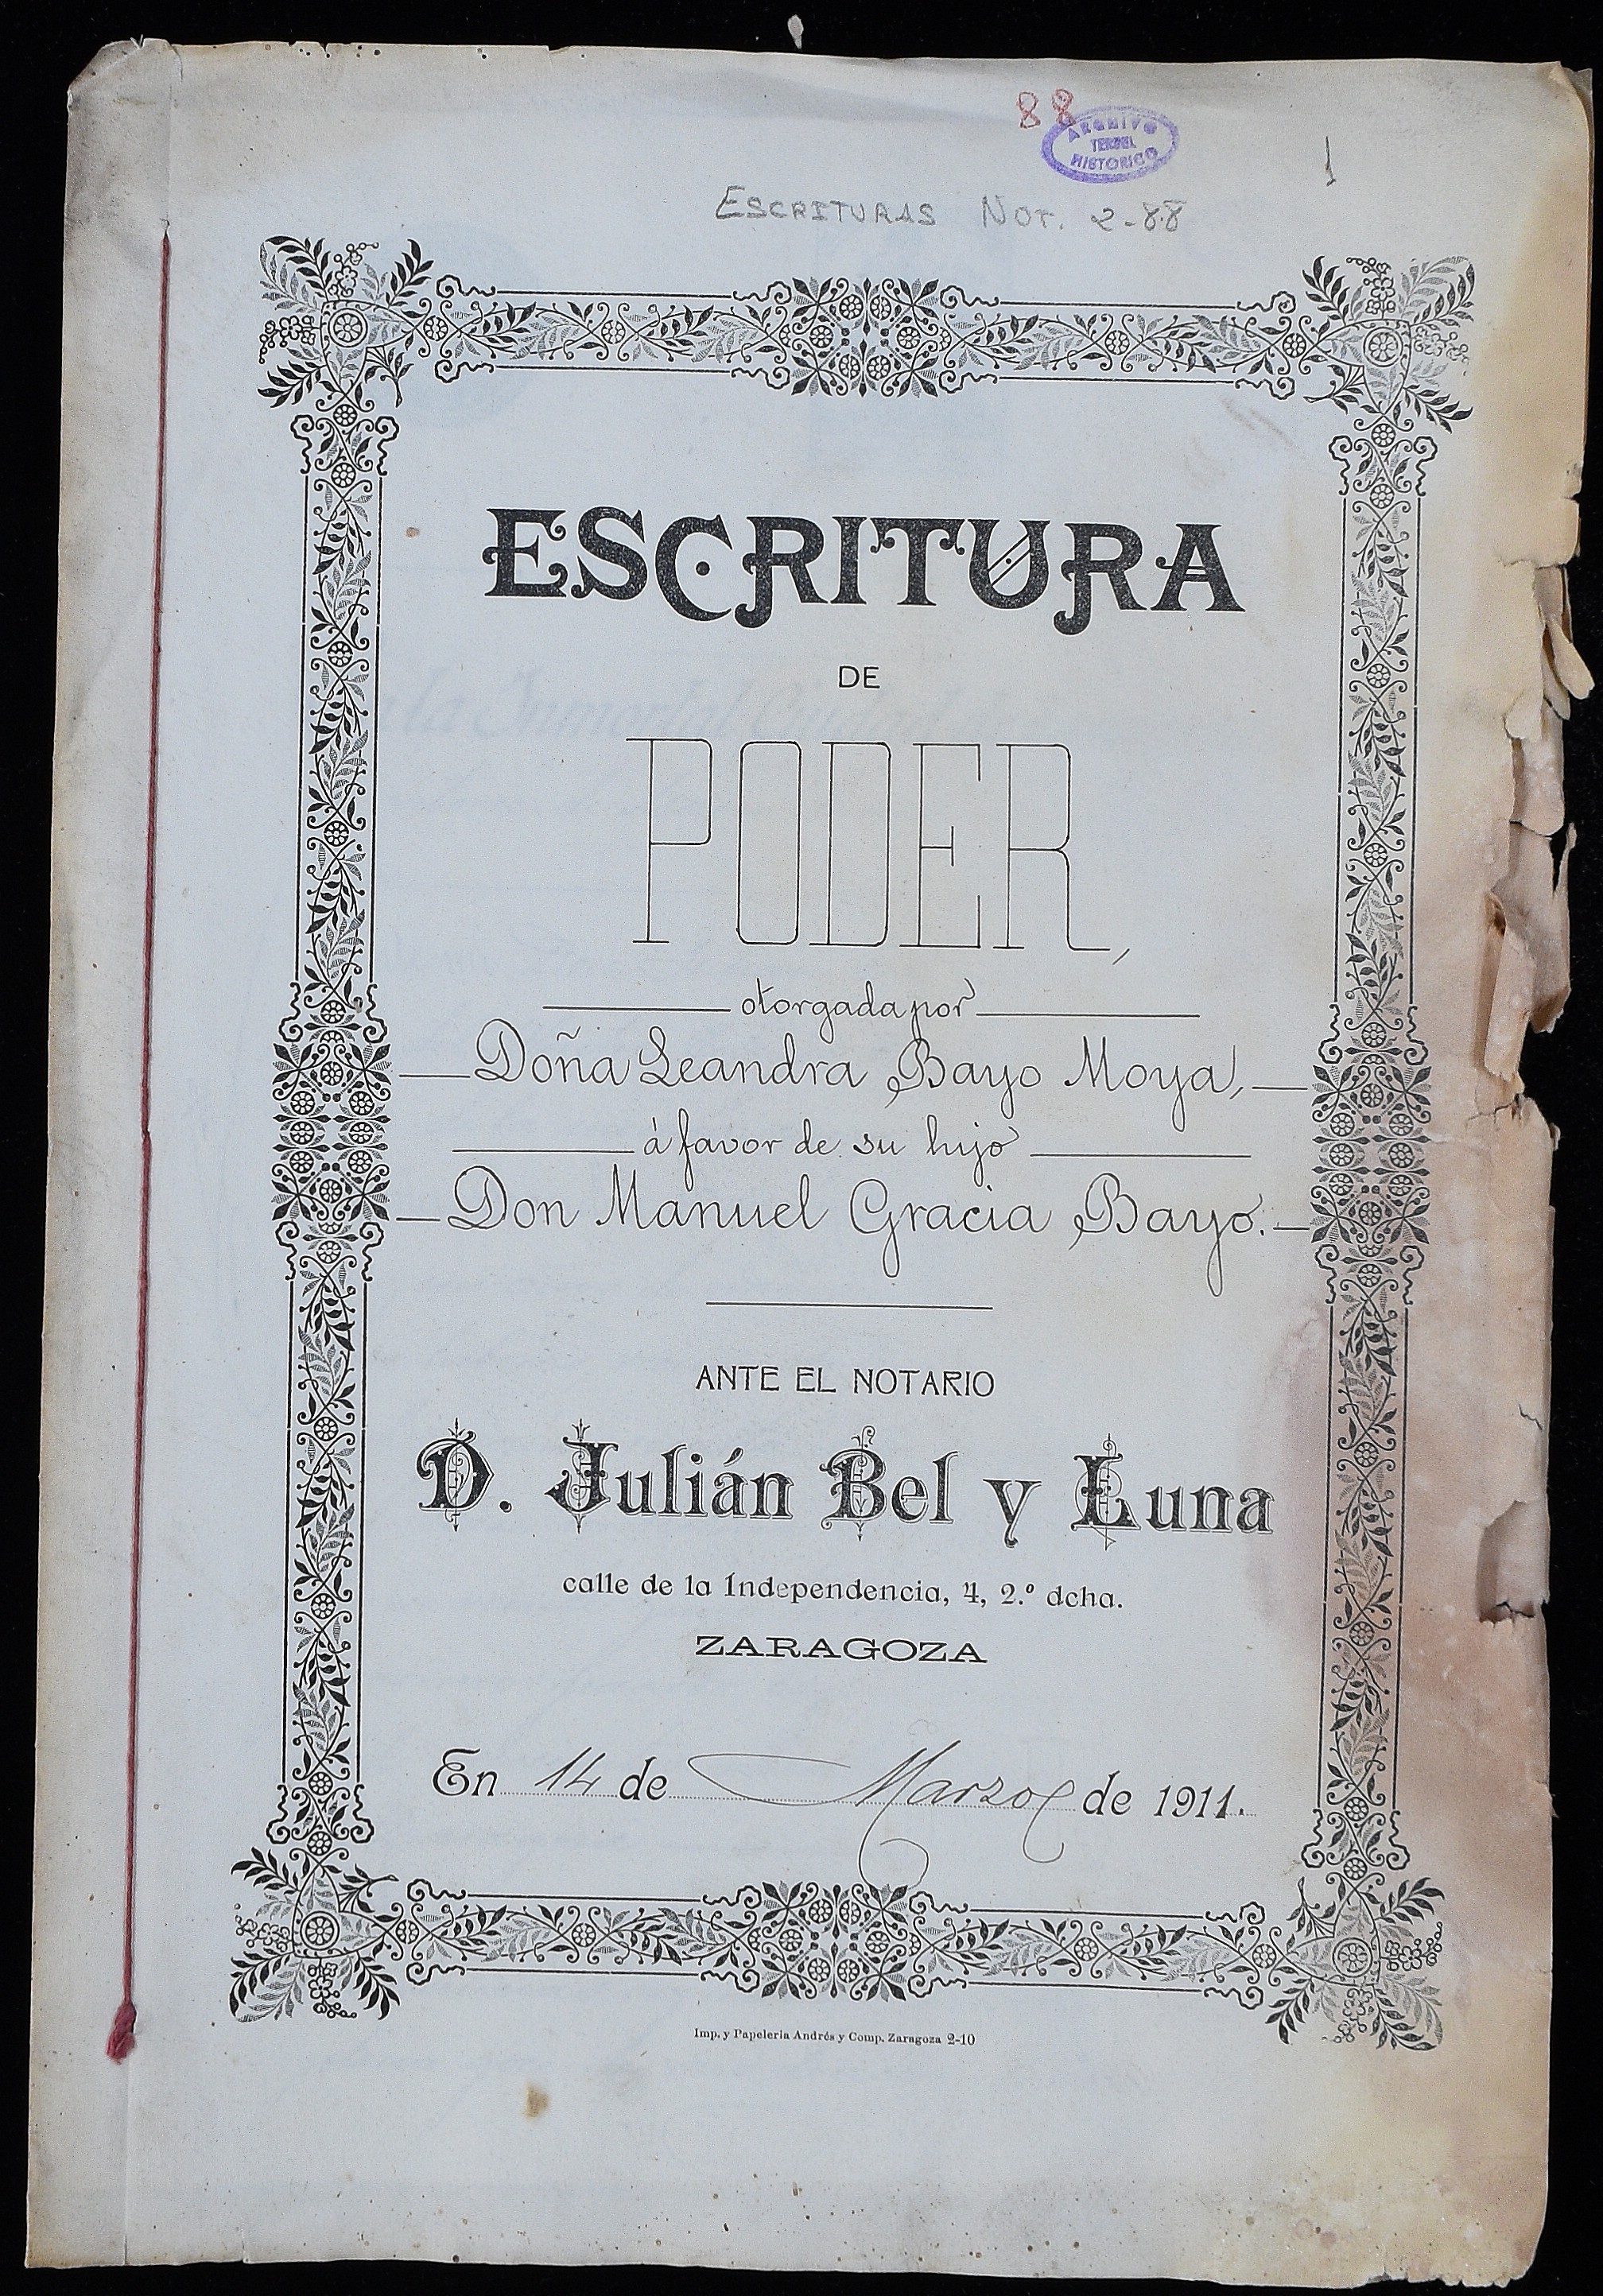 88
ARCHIVO
TERUEL
HISTORICO
1
ESCRITURAS NOT. 2-88
ESCRITURA
DE
PODER,
otorgada por
Doña Leandra Bayo Moya,
á favor de su hijo
Don Manuel Gracia Bayo.
ANTE EL NOTARIO
D. Julián Bel y Luna
calle de la Independencia, 4, 2.º dcha.
ZARAGOZA
En 14 de Marzo de 1911.
Imp. y Papelería Andrés y Comp. Zaragoza 2-10